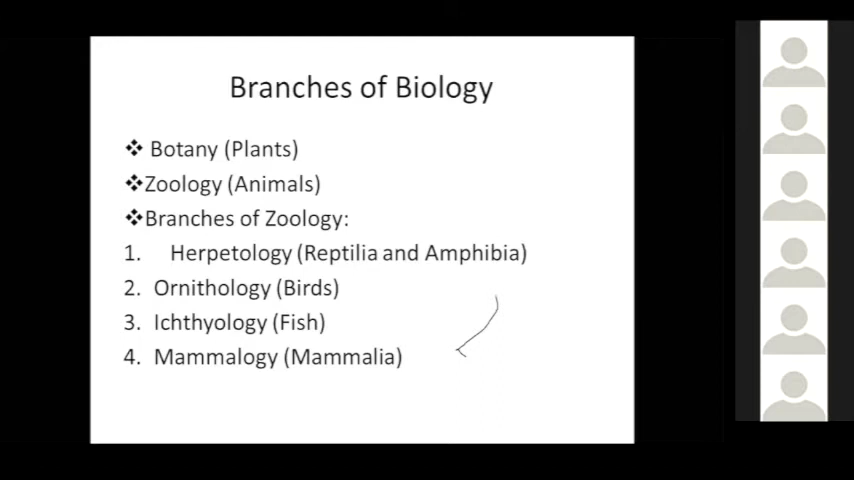 Branches of Biology
❖ Botany (Plants)
❖Zoology (Animals)
❖Branches of Zoology:
1. Herpetology (Reptilia and Amphibia)
2. Ornithology (Birds)
3. Ichthyology (Fish)
4. Mammalogy (Mammalia)